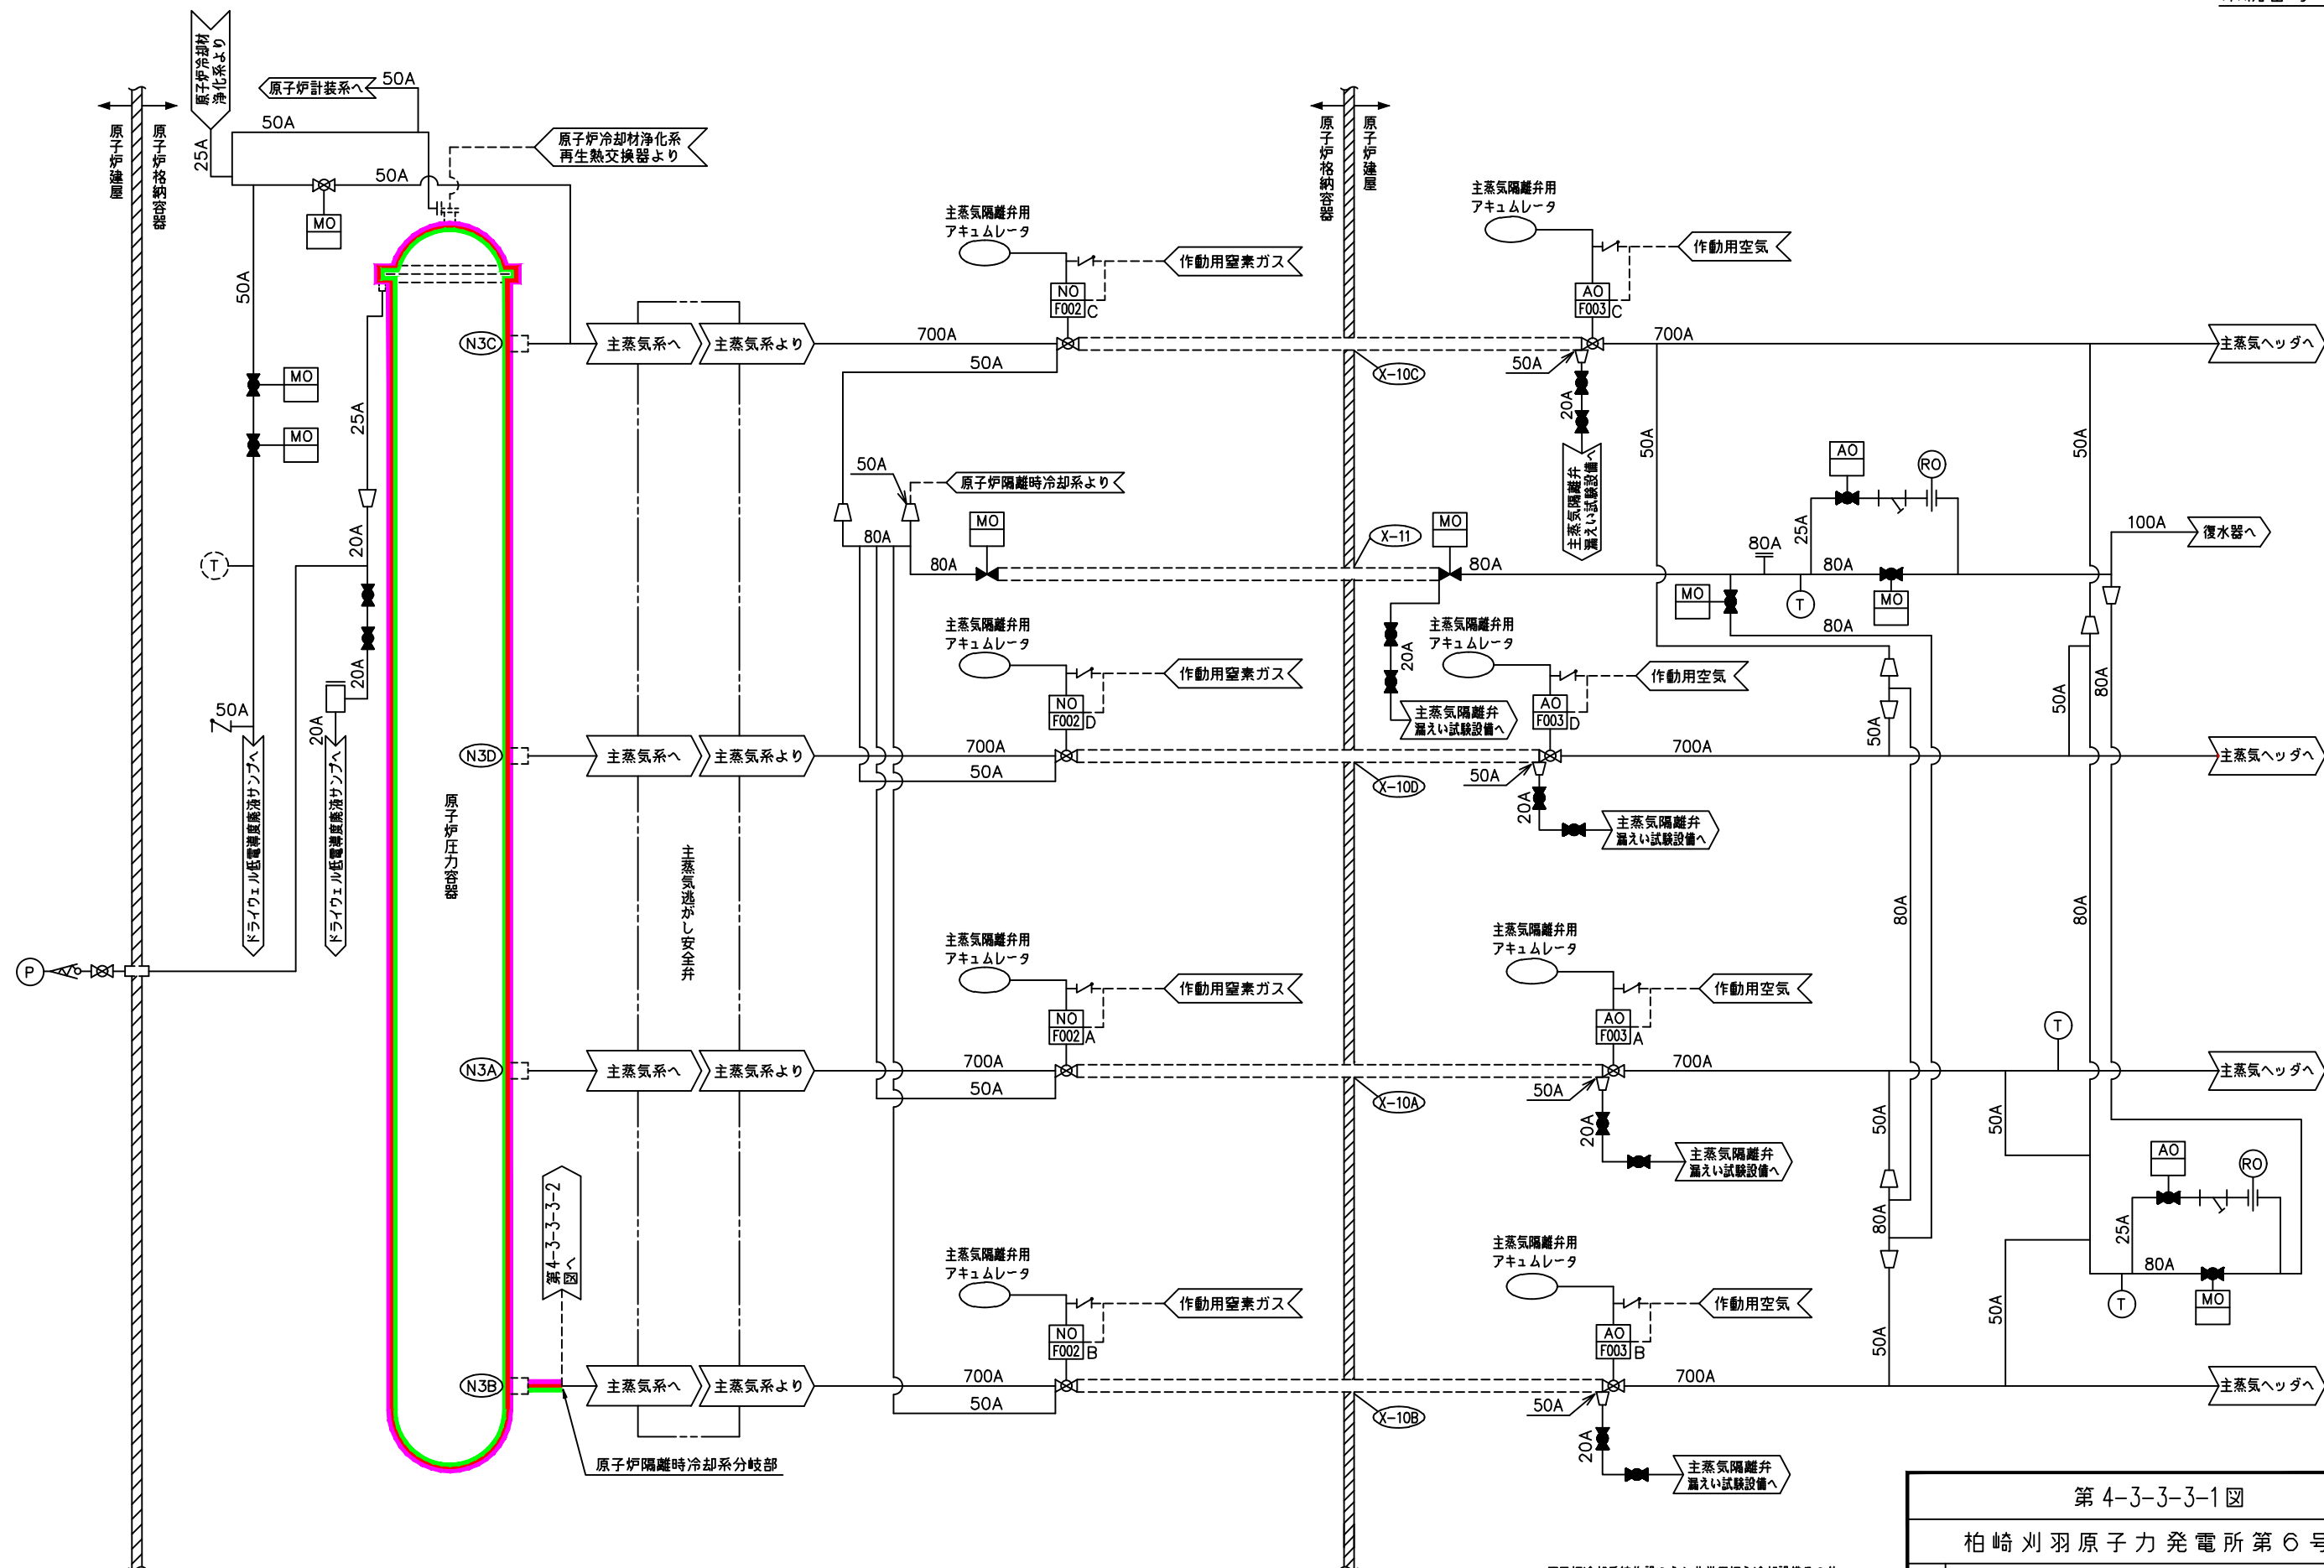 原子炉冷却材
浄化系より
原子炉計装系へ
50A
50A
25A
50A
原子炉冷却材浄化系
再生熱交換器より
原子炉建屋
原子炉格納容器
原子炉格納容器
原子炉建屋
MO
主蒸気隔離弁用
アキュムレータ
作動用窒素ガス
NO
F002
C
主蒸気隔離弁用
アキュムレータ
作動用空気
AO
F003
C
50A
N3C
主蒸気系へ
主蒸気系より
700A
50A
X-10C
50A
700A
主蒸気ヘッダへ
MO
MO
25A
20A
主蒸気隔離弁
漏えい試験設備へ
50A
50A
AO
RO
50A
原子炉隔離時冷却系より
80A
MO
80A
X-11
MO
80A
80A
25A
80A
100A
復水器へ
T
20A
MO
T
MO
80A
主蒸気隔離弁用
アキュムレータ
作動用窒素ガス
NO
F002
D
20A
主蒸気隔離弁用
アキュムレータ
作動用空気
AO
F003
D
主蒸気隔離弁
漏えい試験設備へ
20A
50A
20A
50A
50A
80A
N3D
主蒸気系へ
主蒸気系より
700A
50A
X-10D
50A
700A
主蒸気ヘッダへ
20A
主蒸気隔離弁
漏えい試験設備へ
ドライウェル低電導度廃液サンプへ
ドライウェル低電導度廃液サンプへ
原子炉圧力容器
主蒸気逃がし安全弁
80A
80A
P
主蒸気隔離弁用
アキュムレータ
作動用窒素ガス
NO
F002
A
主蒸気隔離弁用
アキュムレータ
作動用空気
AO
F003
A
T
N3A
主蒸気系へ
主蒸気系より
700A
50A
X-10A
50A
700A
主蒸気ヘッダへ
20A
主蒸気隔離弁
漏えい試験設備へ
50A
50A
AO
RO
第4-3-3-3-2
図へ
80A
25A
80A
T
MO
主蒸気隔離弁用
アキュムレータ
作動用窒素ガス
NO
F002
B
主蒸気隔離弁用
アキュムレータ
作動用空気
AO
F003
B
50A
50A
N3B
主蒸気系へ
主蒸気系より
700A
50A
X-10B
50A
700A
主蒸気ヘッダへ
20A
主蒸気隔離弁
漏えい試験設備へ
原子炉隔離時冷却系分岐部
第 4-3-3-3-1 図
柏崎刈羽原子力発電所第6号